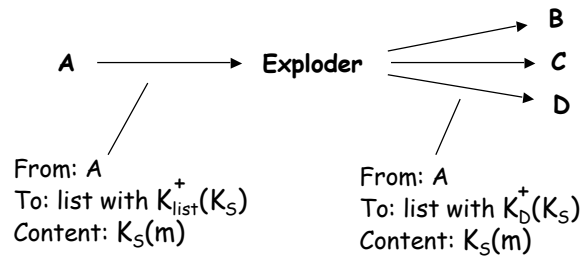 B
A Exploder C
D
From: A
To: list with K⁺list(KS)
Content: KS(m)
From: A
To: list with K⁺D(KS)
Content: KS(m)